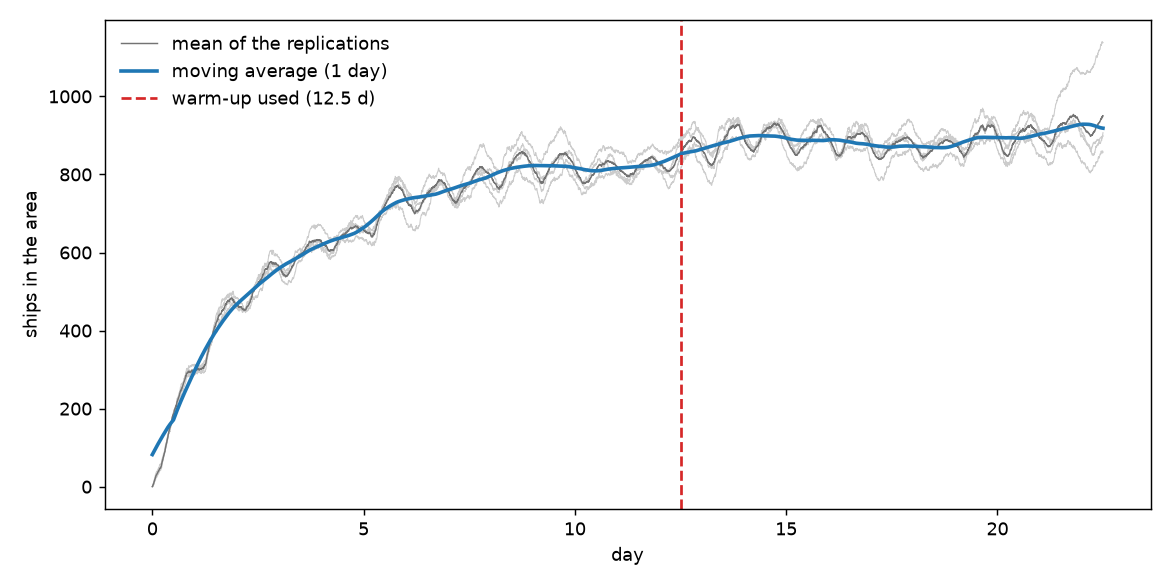 mean of the replications
moving average (1 day)
warm-up used (12.5 d)
ships in the area
1000
800
600
400
200
0
0 5 10 15 20
day